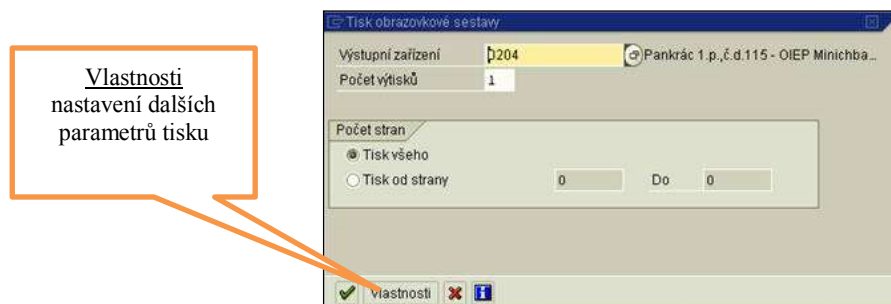 Tisk obrazovkové sestavy
Výstupní zařízení 0204 Pankrác 1.p.,č.d.115 - OIEP Minichba...
Počet výtisků 1
Vlastnosti
nastavení dalších
parametrů tisku
Počet stran
Tisk všeho
Tisk od strany 0 Do 0
Vlastnosti